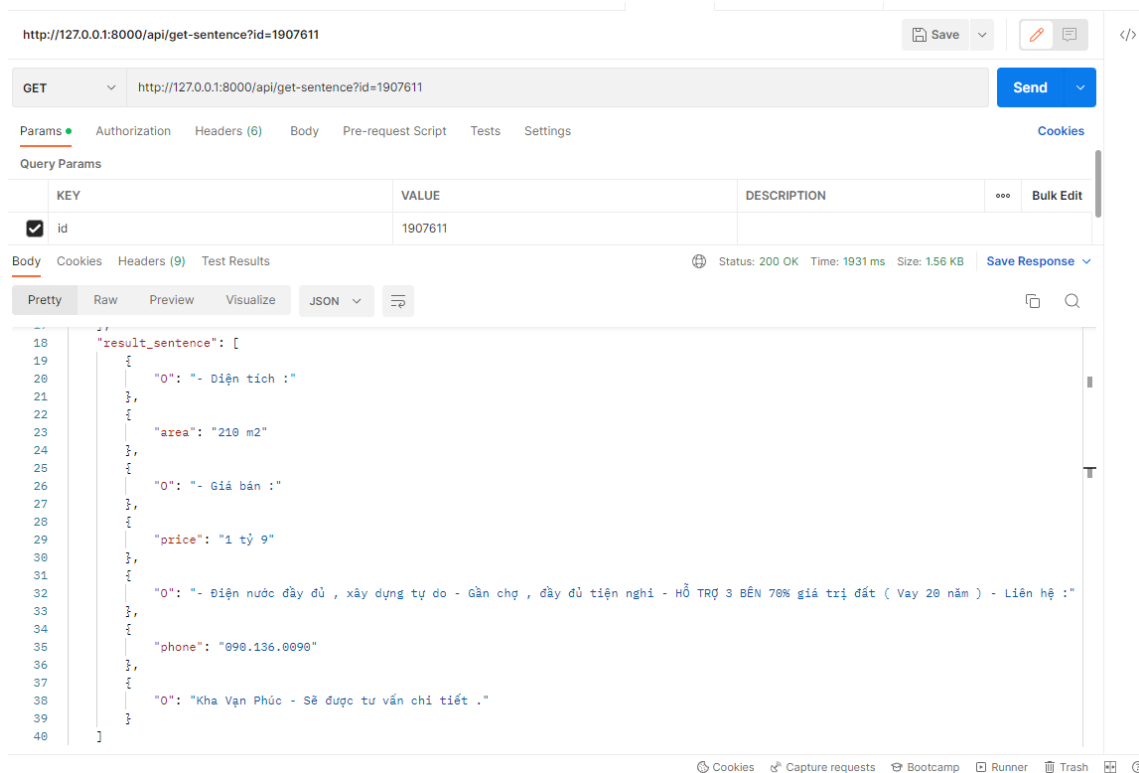 http://127.0.0.1:8000/api/get-sentence?id=1907611
Save
GET
http://127.0.0.1:8000/api/get-sentence?id=1907611
Send
Params Authorization Headers (6) Body Pre-request Script Tests Settings Cookies
Query Params
KEY VALUE DESCRIPTION ooo Bulk Edit
id 1907611
Body Cookies Headers (9) Test Results Status: 200 OK Time: 1931 ms Size: 1.56 KB Save Response
Pretty Raw Preview Visualize JSON
18 "result_sentence": [
19 {
20 "O": "- Diện tích :"
21 },
22 {
23 "area": "210 m2"
24 },
25 {
26 "O": "- Giá bán :"
27 },
28 {
29 "price": "1 tỷ 9"
30 },
31 {
32 "O": "- Điện nước đầy đủ , xây dựng tự do - Gần chợ , đầy đủ tiện nghi - HỖ TRỢ 3 BÊN 70% giá trị đất ( Vay 20 năm ) - Liên hệ :"
33 },
34 {
35 "phone": "090.136.0090"
36 },
37 {
38 "O": "Kha Vạn Phúc - Sẽ được tư vấn chi tiết ."
39 }
40 ]
Cookies Capture requests Bootcamp Runner Trash